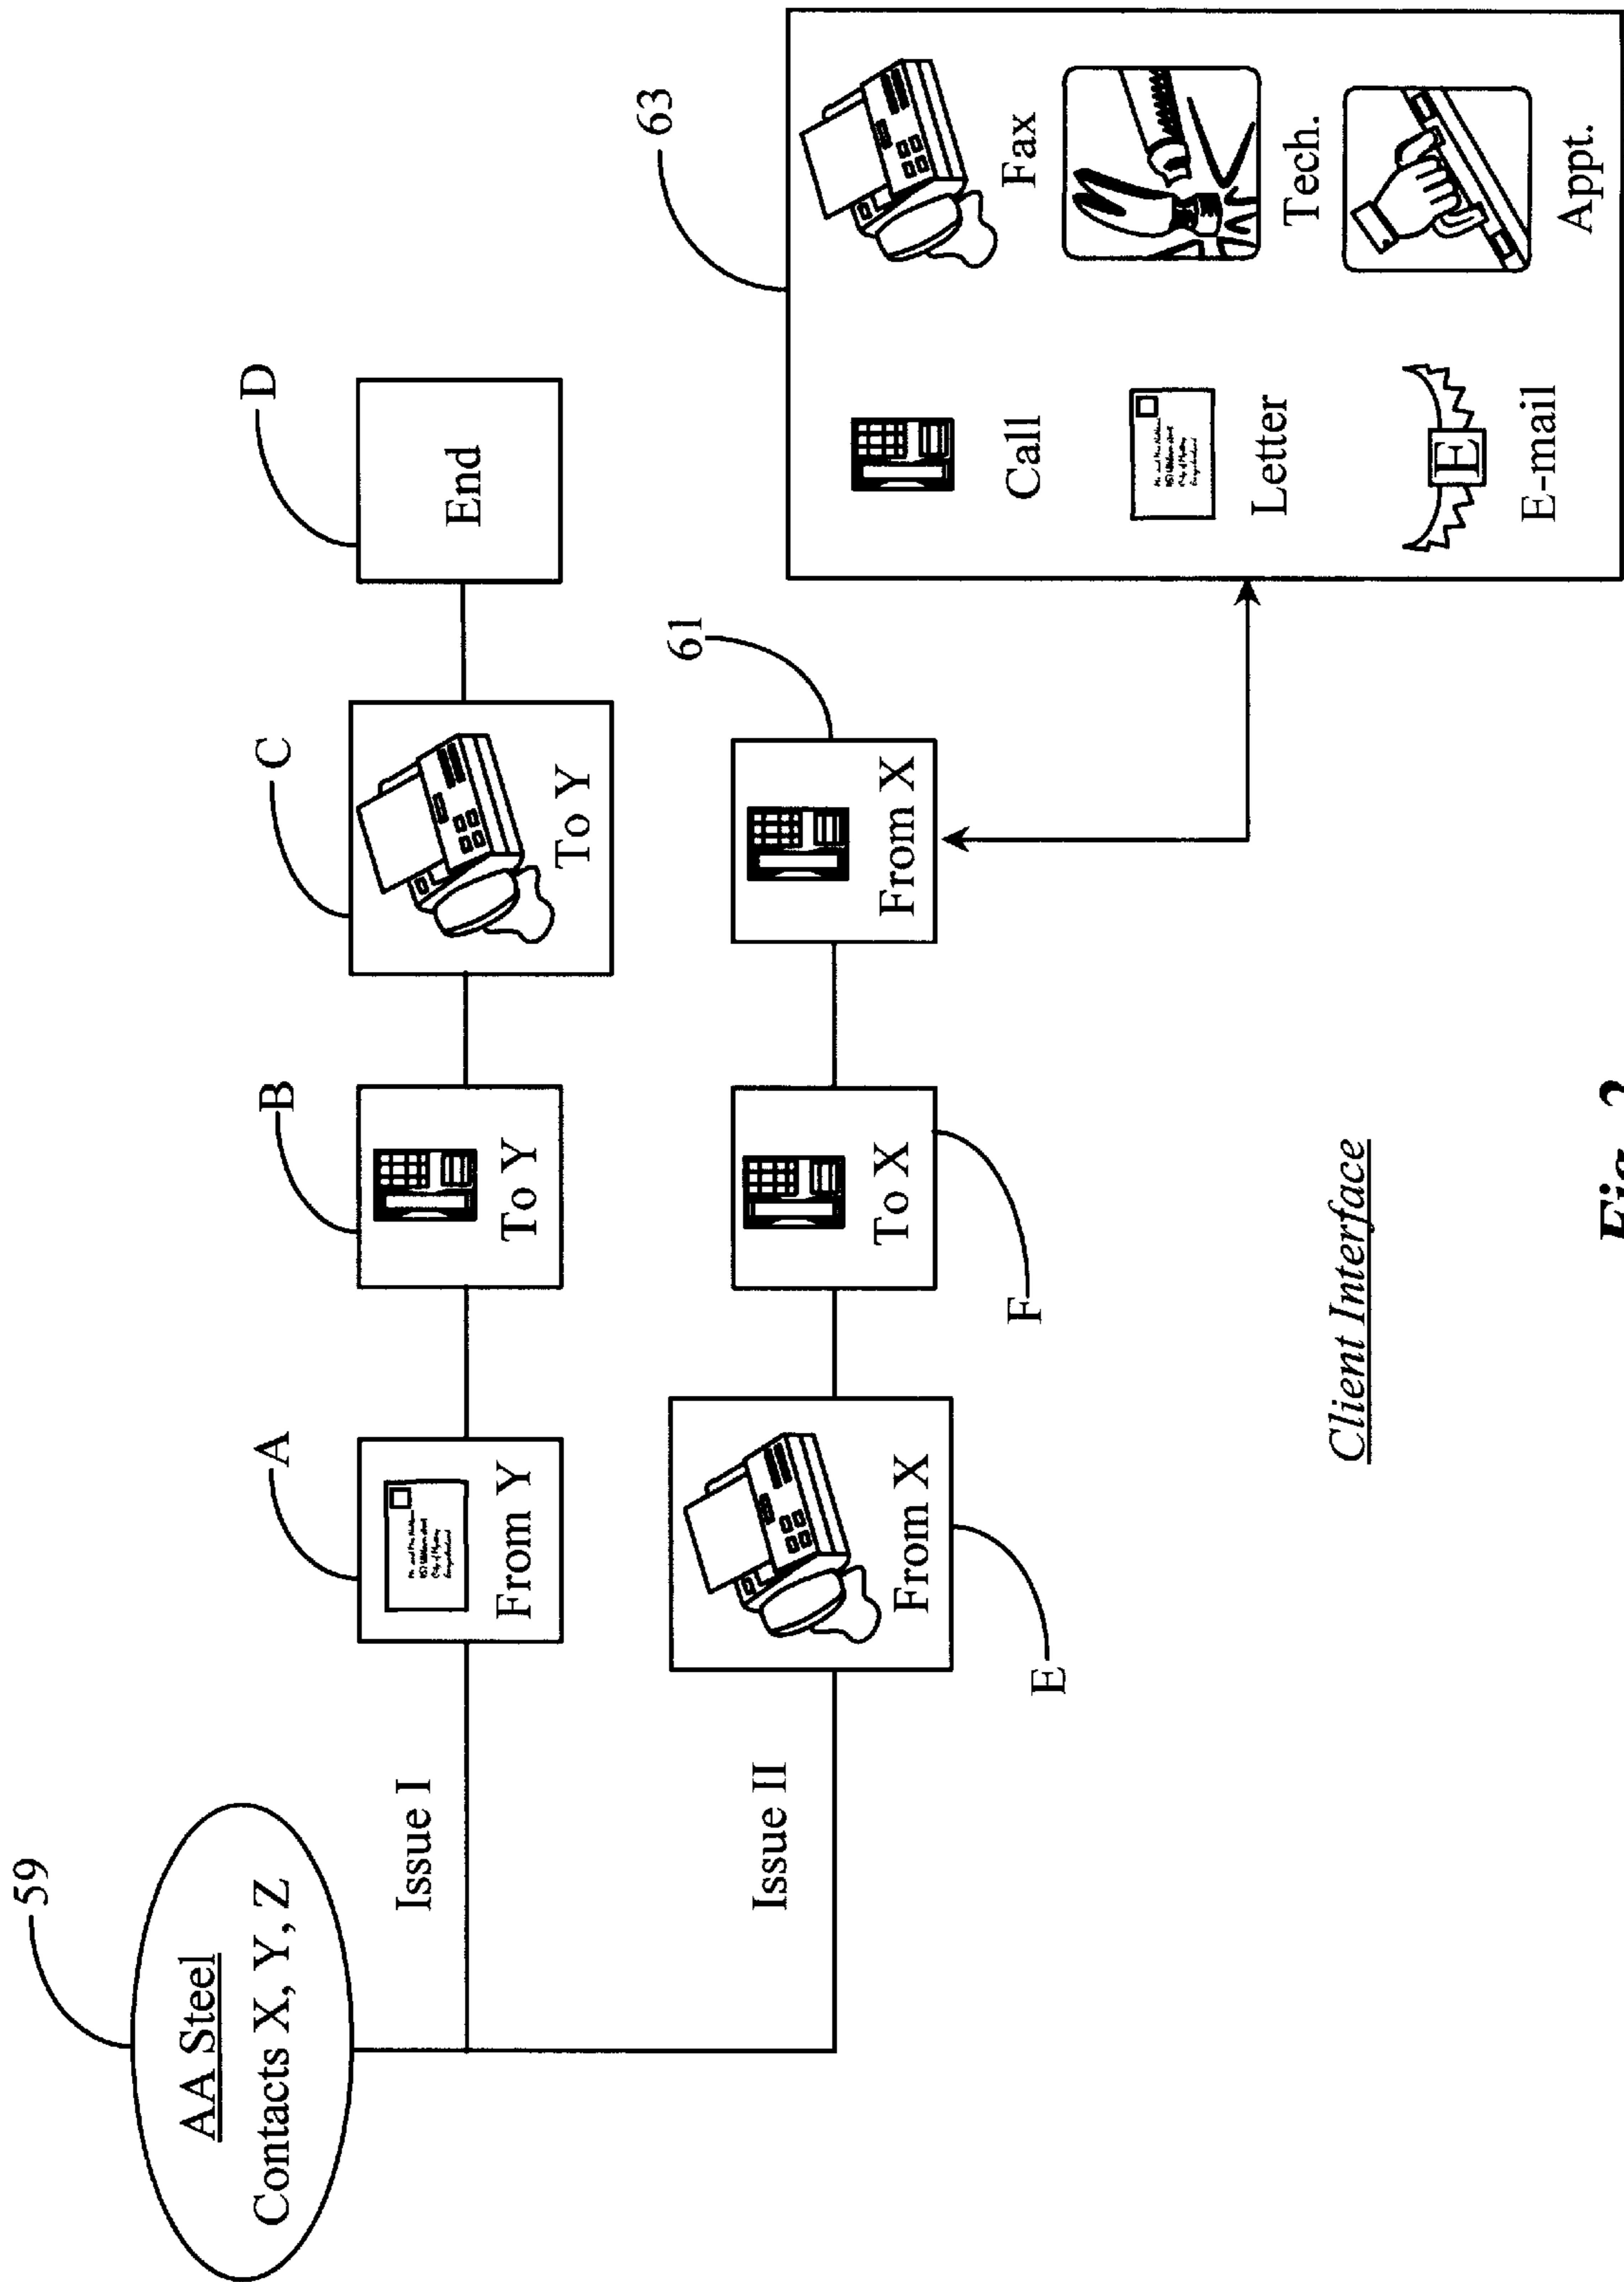 59
AA Steel
Contacts X, Y, Z
Issue I
A
From Y
B
To Y
C
To Y
D
End
Issue II
E
From X
F
To X
61
From X
63
Call
Fax
Letter
Tech.
E
E-mail
Appt.
Client Interface
Fig. 2